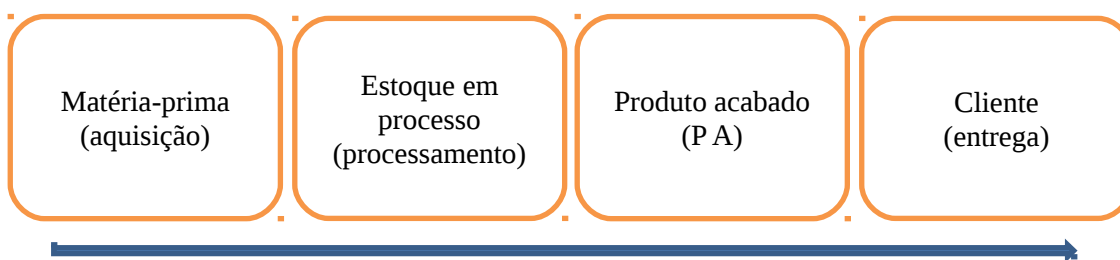 Matéria-prima
(aquisição)
Estoque em
processo
(processamento)
Produto acabado
(P A)
Cliente
(entrega)